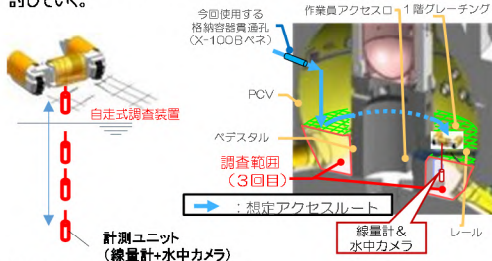 討していく。
今回使用する
格納容器貫通孔
（X-100Bペネ）
作業員アクセス口
1階グレーチング
自走式調査装置
PCV
ペデスタル
調査範囲
（3回目）
：想定アクセスルート
線量計＆
水中カメラ
レール
計測ユニット
（線量計+水中カメラ）